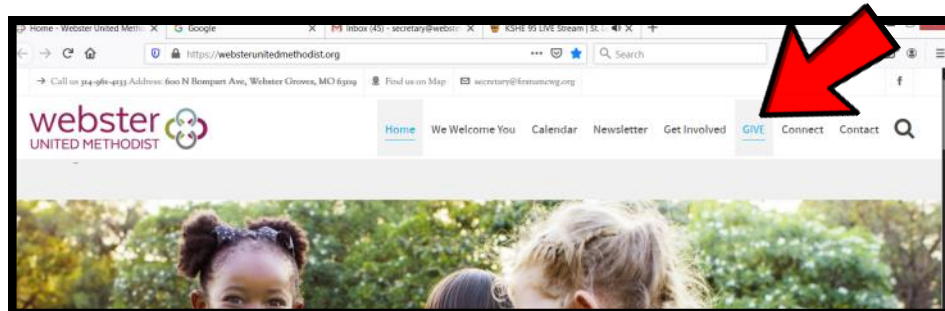 Home - Webster United Metho X G Google X Inbox (45) - secretary@webste X KSHE 95 LIVE Stream | St. L X +
https://websterunitedmethodist.org ... Search
→ Call us 314-961-4133 Address: 600 N Bompart Ave, Webster Groves, MO 63119 Find us on Map secretary@firstumcwg.org f
webster
UNITED METHODIST
Home We Welcome You Calendar Newsletter Get Involved GIVE Connect Contact